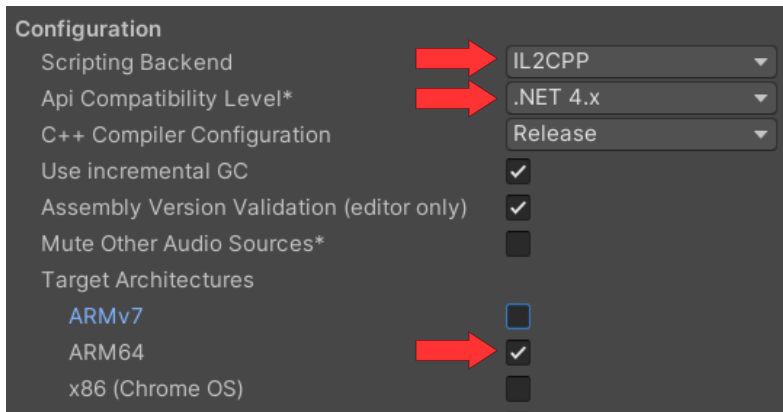 Configuration
Scripting Backend IL2CPP
Api Compatibility Level* .NET 4.x
C++ Compiler Configuration Release
Use incremental GC
Assembly Version Validation (editor only)
Mute Other Audio Sources*
Target Architectures
ARMv7
ARM64
x86 (Chrome OS)